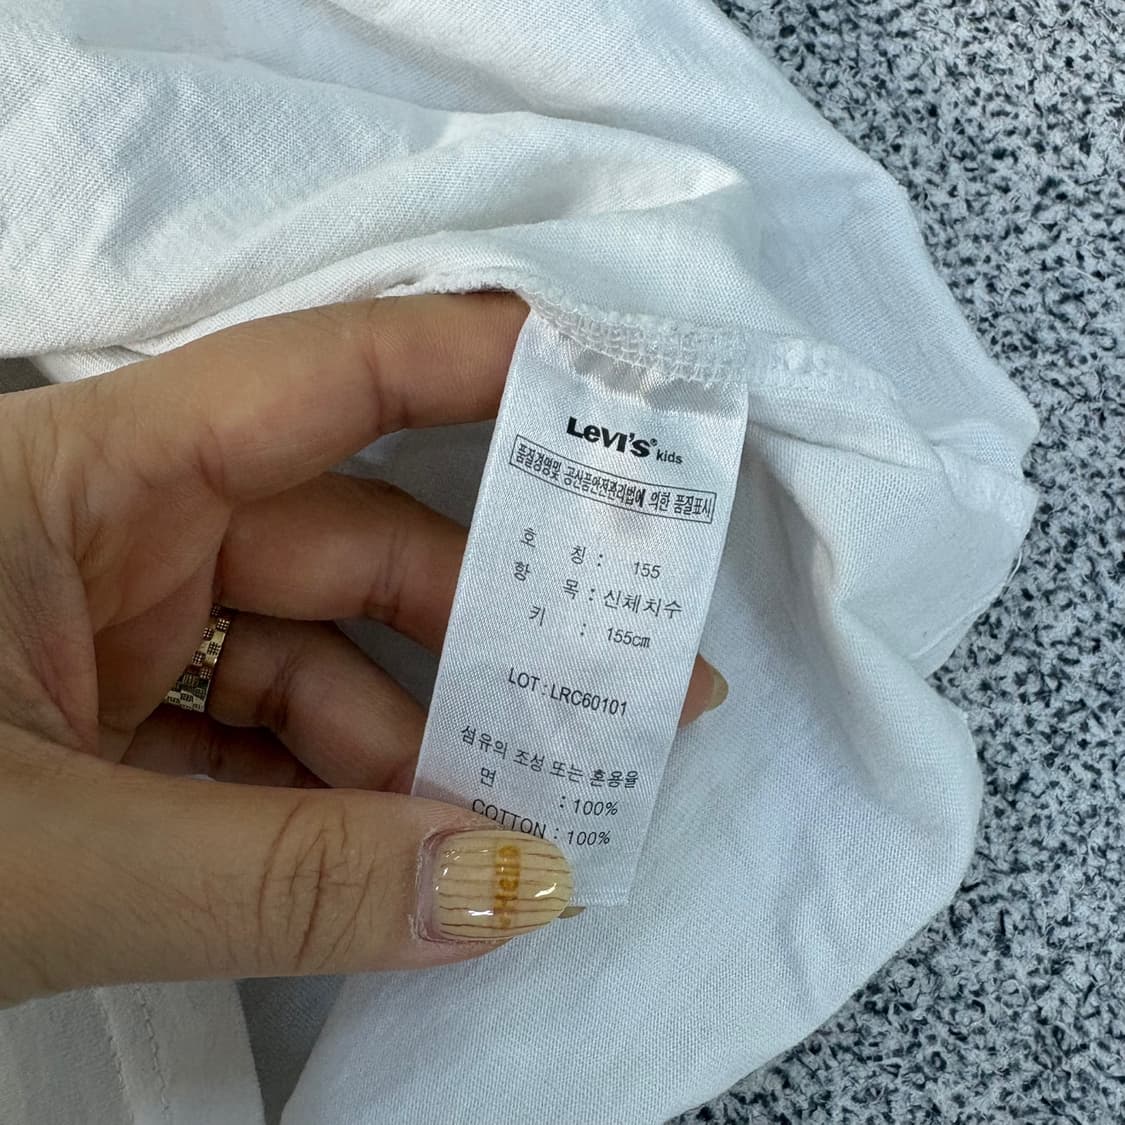 Levi's® kids
품질경영및 공산품안전관리법에 의한 품질표시
호 칭 : 155
항 목 : 신체치수
키 : 155cm
LOT : LRC60101
섬유의 조성 또는 혼용율
면 : 100%
COTTON : 100%